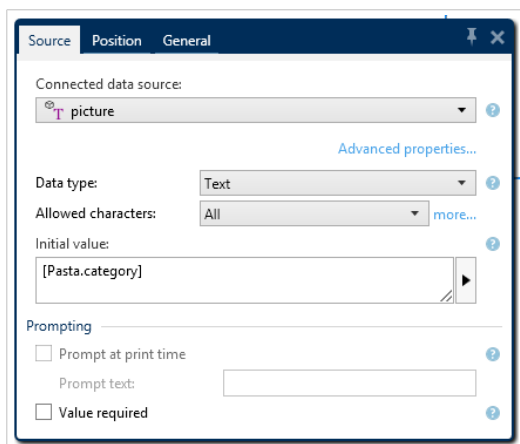 Source Position General
Connected data source:
T picture
Advanced properties...
Data type: Text
Allowed characters: All more...
Initial value:
[Pasta.category]
Prompting
Prompt at print time
Prompt text:
Value required